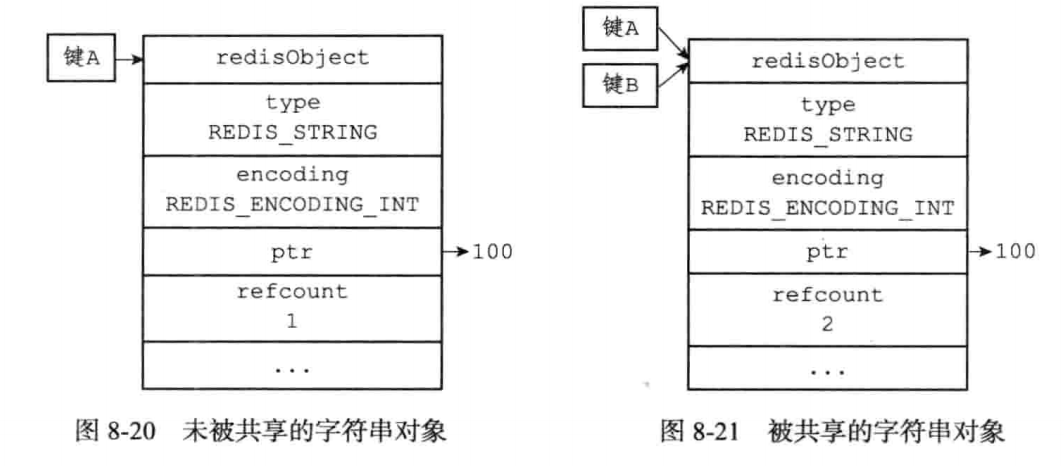 键A
redisObject
type
REDIS_STRING
encoding
REDIS_ENCODING_INT
ptr
100
refcount
1
...
图 8-20 未被共享的字符串对象
键A
键B
redisObject
type
REDIS_STRING
encoding
REDIS_ENCODING_INT
ptr
100
refcount
2
...
图 8-21 被共享的字符串对象